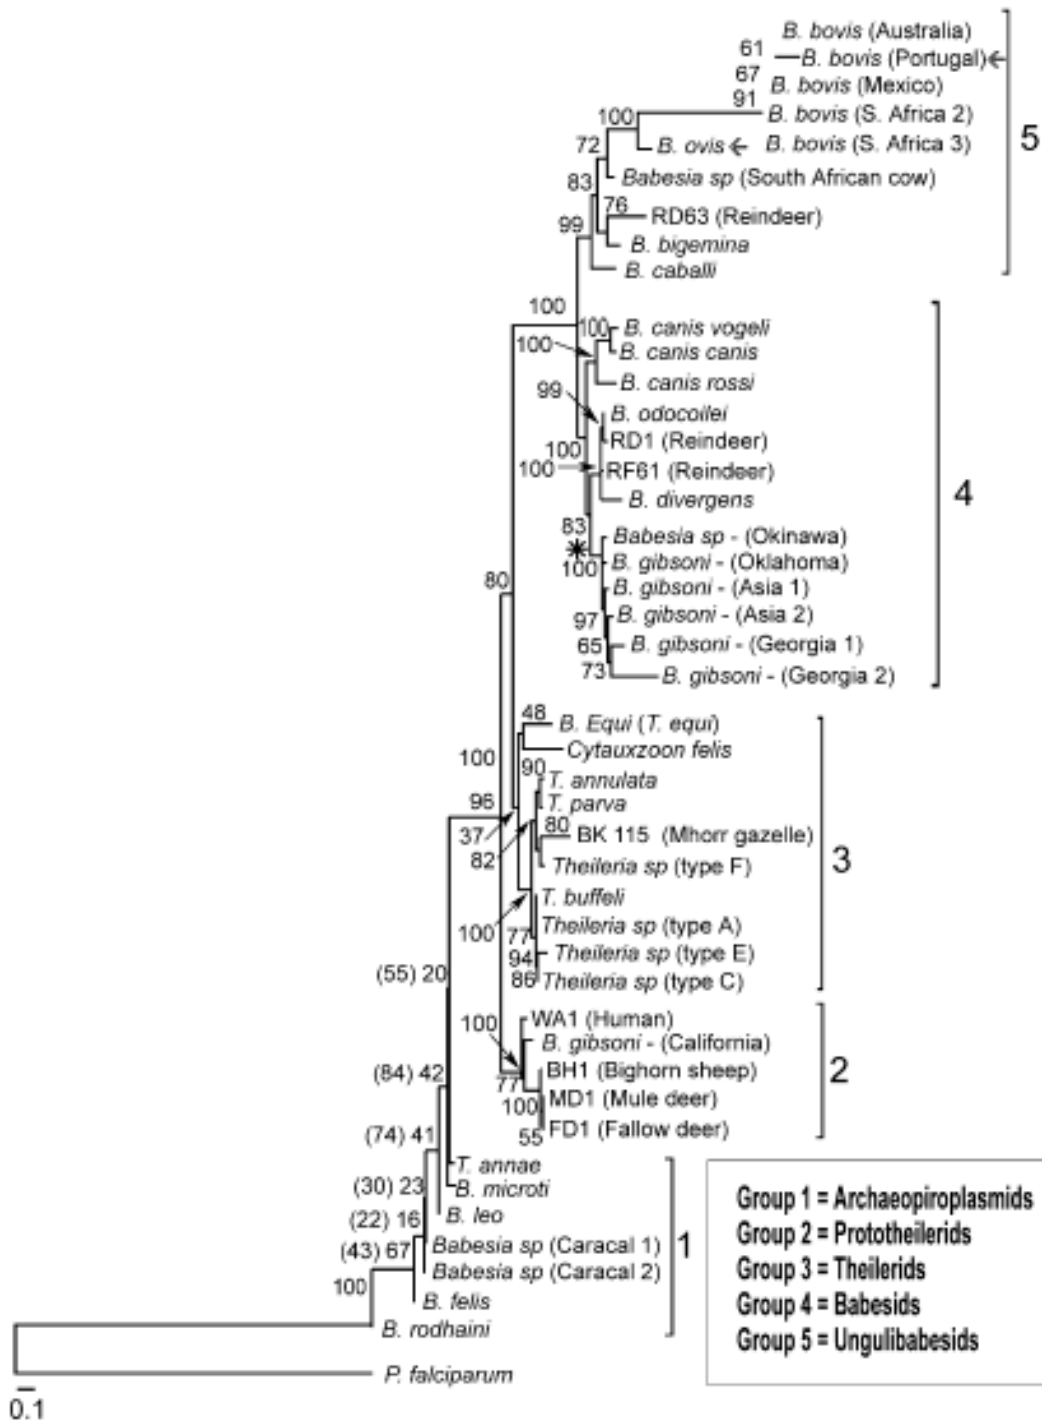 B. bovis (Australia)
61
B. bovis (Portugal)
67
B. bovis (Mexico)
91
B. bovis (S. Africa 2)
100
B. ovis
B. bovis (S. Africa 3)
5
72
Babesia sp (South African cow)
83
76
RD63 (Reindeer)
99
B. bigemina
B. caballi
100
100
B. canis vogeli
100
B. canis canis
B. canis rossi
99
B. odocoilei
RD1 (Reindeer)
100
100
RF61 (Reindeer)
4
B. divergens
83
Babesia sp - (Okinawa)
100
B. gibsoni - (Oklahoma)
80
B. gibsoni - (Asia 1)
97
B. gibsoni - (Asia 2)
65
B. gibsoni - (Georgia 1)
73
B. gibsoni - (Georgia 2)
48
B. Equi (T. equi)
100
Cytauxzoon felis
90
T. annulata
96
T. parva
37
80
BK 115 (Mhorr gazelle)
82
Theileria sp (type F)
3
T. buffeli
100
77
Theileria sp (type A)
94
Theileria sp (type E)
(55) 20
86
Theileria sp (type C)
100
WA1 (Human)
B. gibsoni - (California)
(84) 42
77
BH1 (Bighorn sheep)
2
100
MD1 (Mule deer)
(74) 41
55
FD1 (Fallow deer)
T. annae
(30) 23
B. microti
(22) 16
B. leo
(43) 67
Babesia sp (Caracal 1)
1
Babesia sp (Caracal 2)
100
B. felis
B. rodhaini
P. falciparum
0.1
Group 1 = Archaeopiroplasmids
Group 2 = Prototheilerids
Group 3 = Theilerids
Group 4 = Babesids
Group 5 = Ungulibabesids